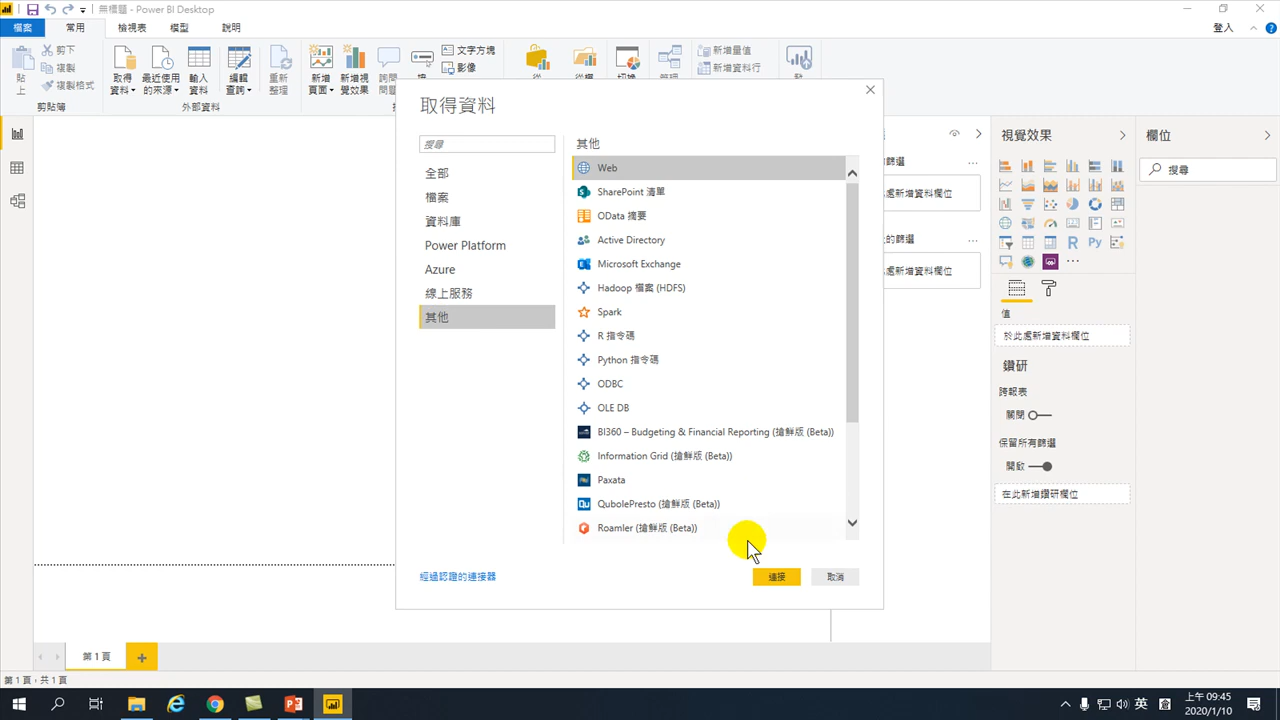 無標題 - Power BI Desktop
檔案
常用
檢視表
模型
說明
登入
貼上
剪下
複製
複製格式
剪貼簿
取得資料
最近使用的來源
輸入資料
編輯查詢
外部資料
重新整理
新增頁面
新增視覺效果
文字方塊
影像
新增量值
新增資料行
取得資料
搜尋
全部
檔案
資料庫
Power Platform
Azure
線上服務
其他
其他
Web
SharePoint 清單
OData 摘要
Active Directory
Microsoft Exchange
Hadoop 檔案 (HDFS)
Spark
R 指令碼
Python 指令碼
ODBC
OLE DB
BI360 – Budgeting & Financial Reporting (搶鮮版 (Beta))
Information Grid (搶鮮版 (Beta))
Paxata
QubolePresto (搶鮮版 (Beta))
Roamler (搶鮮版 (Beta))
經過認證的連接器
連接
取消
處新增資料欄位
處新增資料欄位
視覺效果
R
Py
值
於此處新增資料欄位
鑽研
跨報表
關閉
保留所有篩選
開啟
在此新增鑽研欄位
欄位
搜尋
第 1 頁
第 1 頁，共 1 頁
英
上午 09:45
2020/1/10